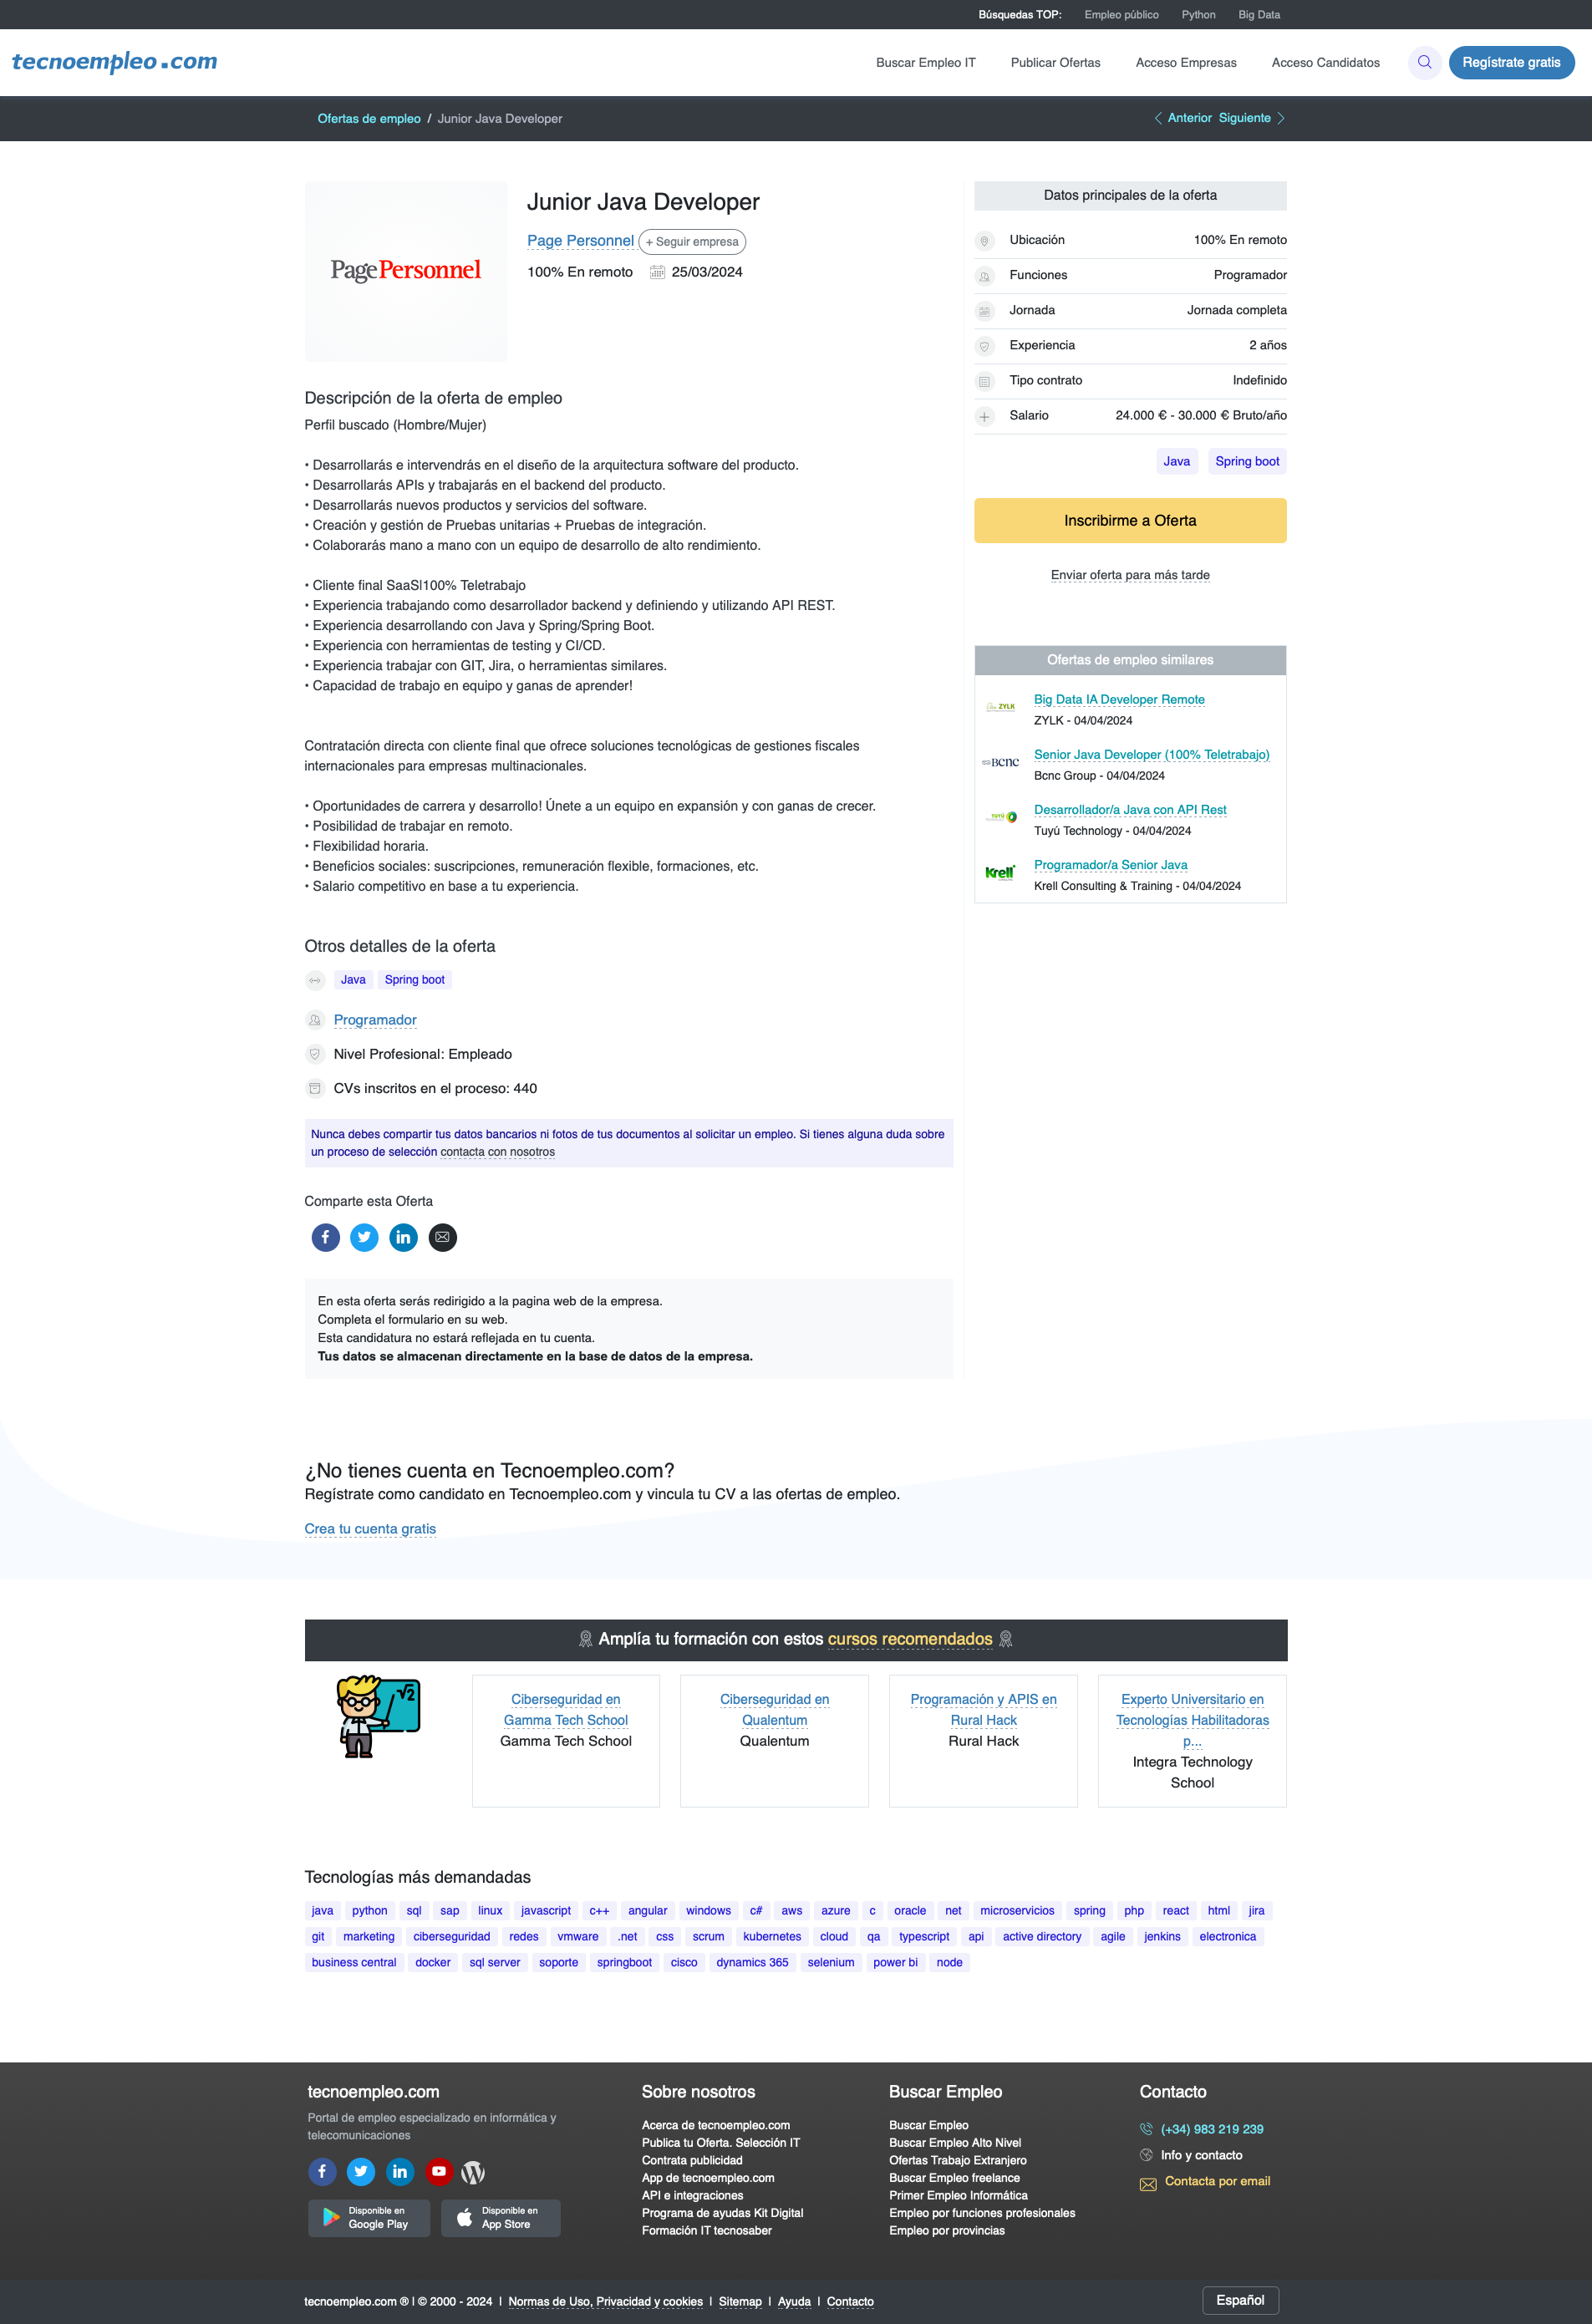 Búsquedas TOP: Empleo público Python Big Data
tecnoempleo.com
Buscar Empleo IT Publicar Ofertas Acceso Empresas Acceso Candidatos Regístrate gratis
Ofertas de empleo / Junior Java Developer
Anterior Siguiente
PagePersonnel
Junior Java Developer
Page Personnel + Seguir empresa
100% En remoto 25/03/2024
Descripción de la oferta de empleo
Perfil buscado (Hombre/Mujer)
• Desarrollarás e intervendrás en el diseño de la arquitectura software del producto.
• Desarrollarás APIs y trabajarás en el backend del producto.
• Desarrollarás nuevos productos y servicios del software.
• Creación y gestión de Pruebas unitarias + Pruebas de integración.
• Colaborarás mano a mano con un equipo de desarrollo de alto rendimiento.
• Cliente final SaaS|100% Teletrabajo
• Experiencia trabajando como desarrollador backend y definiendo y utilizando API REST.
• Experiencia desarrollando con Java y Spring/Spring Boot.
• Experiencia con herramientas de testing y CI/CD.
• Experiencia trabajar con GIT, Jira, o herramientas similares.
• Capacidad de trabajo en equipo y ganas de aprender!
Contratación directa con cliente final que ofrece soluciones tecnológicas de gestiones fiscales
internacionales para empresas multinacionales.
• Oportunidades de carrera y desarrollo! Únete a un equipo en expansión y con ganas de crecer.
• Posibilidad de trabajar en remoto.
• Flexibilidad horaria.
• Beneficios sociales: suscripciones, remuneración flexible, formaciones, etc.
• Salario competitivo en base a tu experiencia.
Otros detalles de la oferta
Java Spring boot
Programador
Nivel Profesional: Empleado
CVs inscritos en el proceso: 440
Nunca debes compartir tus datos bancarios ni fotos de tus documentos al solicitar un empleo. Si tienes alguna duda sobre
un proceso de selección contacta con nosotros
Comparte esta Oferta
En esta oferta serás redirigido a la pagina web de la empresa.
Completa el formulario en su web.
Esta candidatura no estará reflejada en tu cuenta.
Tus datos se almacenan directamente en la base de datos de la empresa.
Datos principales de la oferta
Ubicación 100% En remoto
Funciones Programador
Jornada Jornada completa
Experiencia 2 años
Tipo contrato Indefinido
Salario 24.000 € - 30.000 € Bruto/año
Java Spring boot
Inscribirme a Oferta
Enviar oferta para más tarde
Ofertas de empleo similares
ZYLK
Big Data IA Developer Remote
ZYLK - 04/04/2024
Bcnc
Senior Java Developer (100% Teletrabajo)
Bcnc Group - 04/04/2024
TUYÚ
Desarrollador/a Java con API Rest
Tuyú Technology - 04/04/2024
Krell
Programador/a Senior Java
Krell Consulting & Training - 04/04/2024
¿No tienes cuenta en Tecnoempleo.com?
Regístrate como candidato en Tecnoempleo.com y vincula tu CV a las ofertas de empleo.
Crea tu cuenta gratis
Amplía tu formación con estos cursos recomendados
√2
Ciberseguridad en
Gamma Tech School
Gamma Tech School
Ciberseguridad en
Qualentum
Qualentum
Programación y APIS en
Rural Hack
Rural Hack
Experto Universitario en
Tecnologías Habilitadoras
p...
Integra Technology
School
Tecnologías más demandadas
java python sql sap linux javascript c++ angular windows c# aws azure c oracle net microservicios spring php react html jira
git marketing ciberseguridad redes vmware .net css scrum kubernetes cloud qa typescript api active directory agile jenkins electronica
business central docker sql server soporte springboot cisco dynamics 365 selenium power bi node
tecnoempleo.com
Portal de empleo especializado en informática y
telecomunicaciones
Disponible en
Google Play
Disponible en
App Store
Sobre nosotros
Acerca de tecnoempleo.com
Publica tu Oferta. Selección IT
Contrata publicidad
App de tecnoempleo.com
API e integraciones
Programa de ayudas Kit Digital
Formación IT tecnosaber
Buscar Empleo
Buscar Empleo
Buscar Empleo Alto Nivel
Ofertas Trabajo Extranjero
Buscar Empleo freelance
Primer Empleo Informática
Empleo por funciones profesionales
Empleo por provincias
Contacto
(+34) 983 219 239
Info y contacto
Contacta por email
tecnoempleo.com ® | © 2000 - 2024 | Normas de Uso, Privacidad y cookies | Sitemap | Ayuda | Contacto
Español